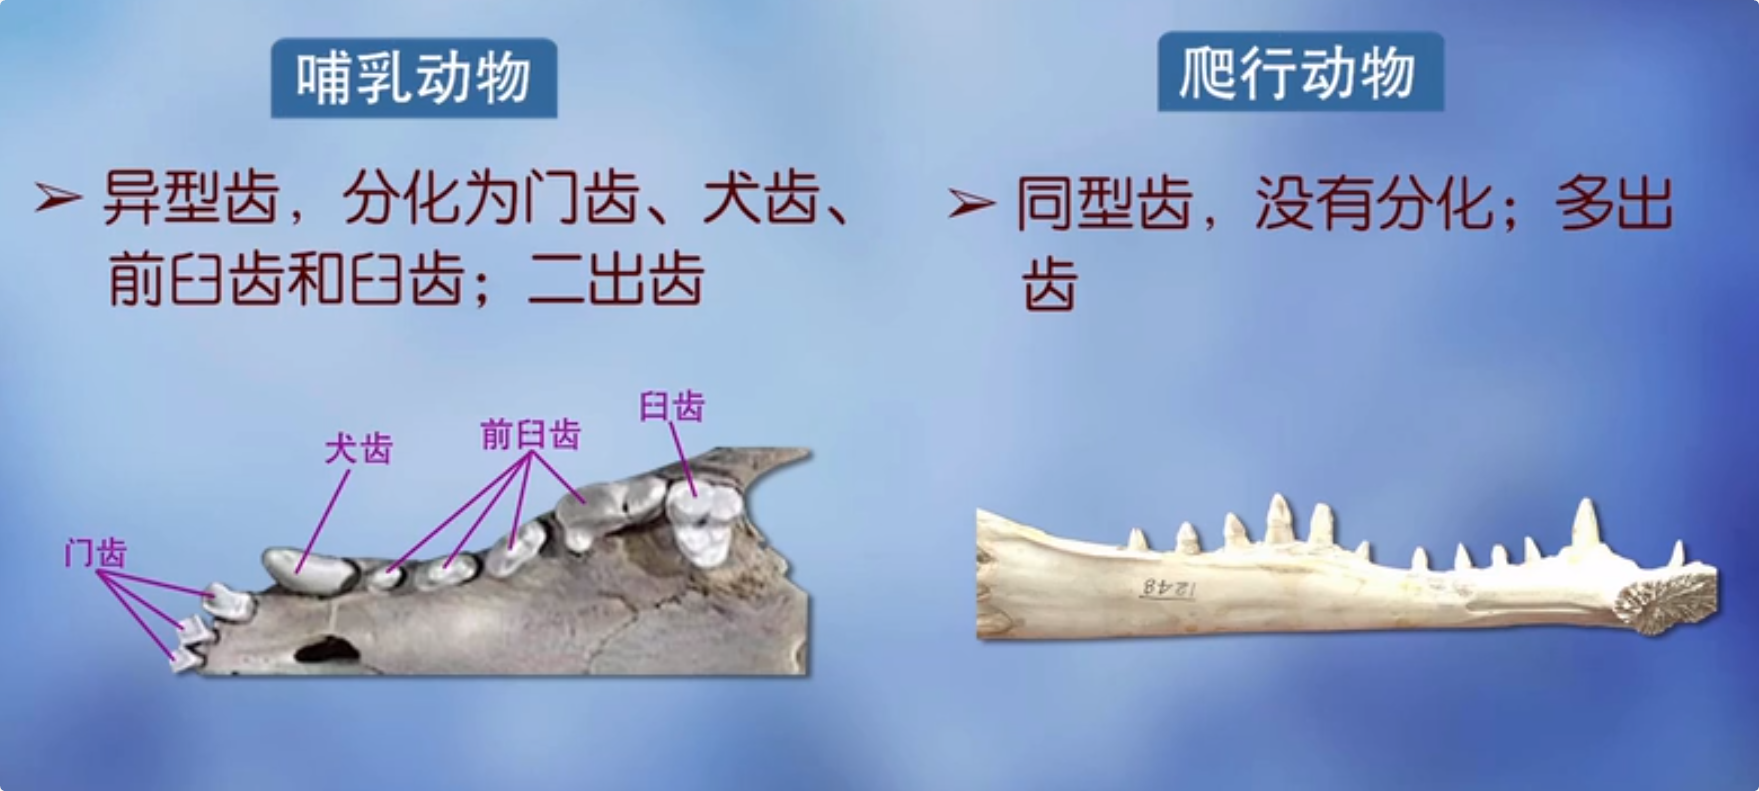 哺乳动物
异型齿，分化为门齿、犬齿、
前臼齿和臼齿；二出齿
臼齿
前臼齿
犬齿
门齿
爬行动物
同型齿，没有分化；多出
齿
1248